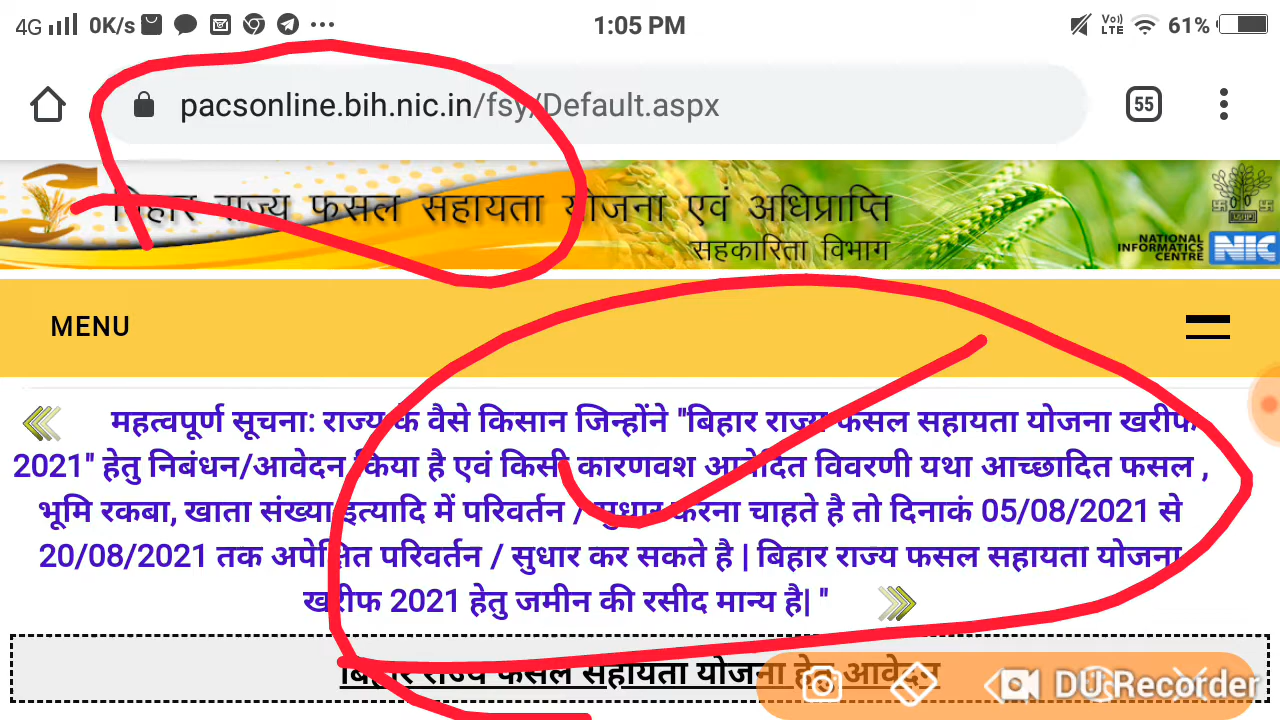 4G 0K/s 1:05 PM Vo)) LTE 61%
pacsonline.bih.nic.in/fsy/Default.aspx 55
बिहार राज्य फसल सहायता योजना एवं अधिप्राप्ति
सहकारिता विभाग
NATIONAL
INFORMATICS
CENTRE
NIC
MENU
महत्वपूर्ण सूचना: राज्य के वैसे किसान जिन्होंने "बिहार राज्य फसल सहायता योजना खरीफ
2021" हेतु निबंधन/आवेदन किया है एवं किसी कारणवश आवेदित विवरणी यथा आच्छादित फसल ,
भूमि रकबा, खाता संख्या इत्यादि में परिवर्तन / सुधार करना चाहते है तो दिनाकं 05/08/2021 से
20/08/2021 तक अपेक्षित परिवर्तन / सुधार कर सकते है | बिहार राज्य फसल सहायता योजना
खरीफ 2021 हेतु जमीन की रसीद मान्य है| "
बिहार राज्य फसल सहायता योजना हेतु आवेदन
DU Recorder